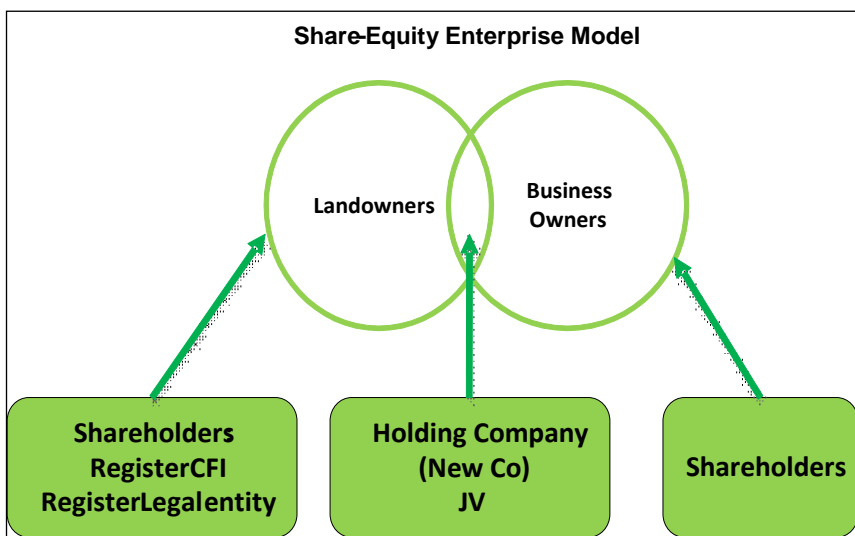 Share-Equity Enterprise Model
Landowners
Business
Owners
Shareholders
RegisterCFI
RegisterLegalentity
Holding Company
(New Co)
JV
Shareholders